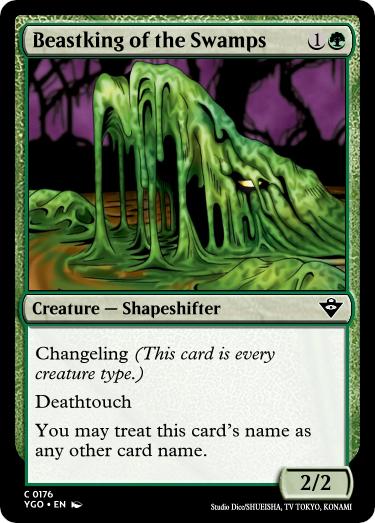 Beastking of the Swamps 1
Creature — Shapeshifter
Changeling (This card is every
creature type.)
Deathtouch
You may treat this card's name as
any other card name.
2/2
C 0176
YGO • EN
Studio Dice/SHUEISHA, TV TOKYO, KONAMI